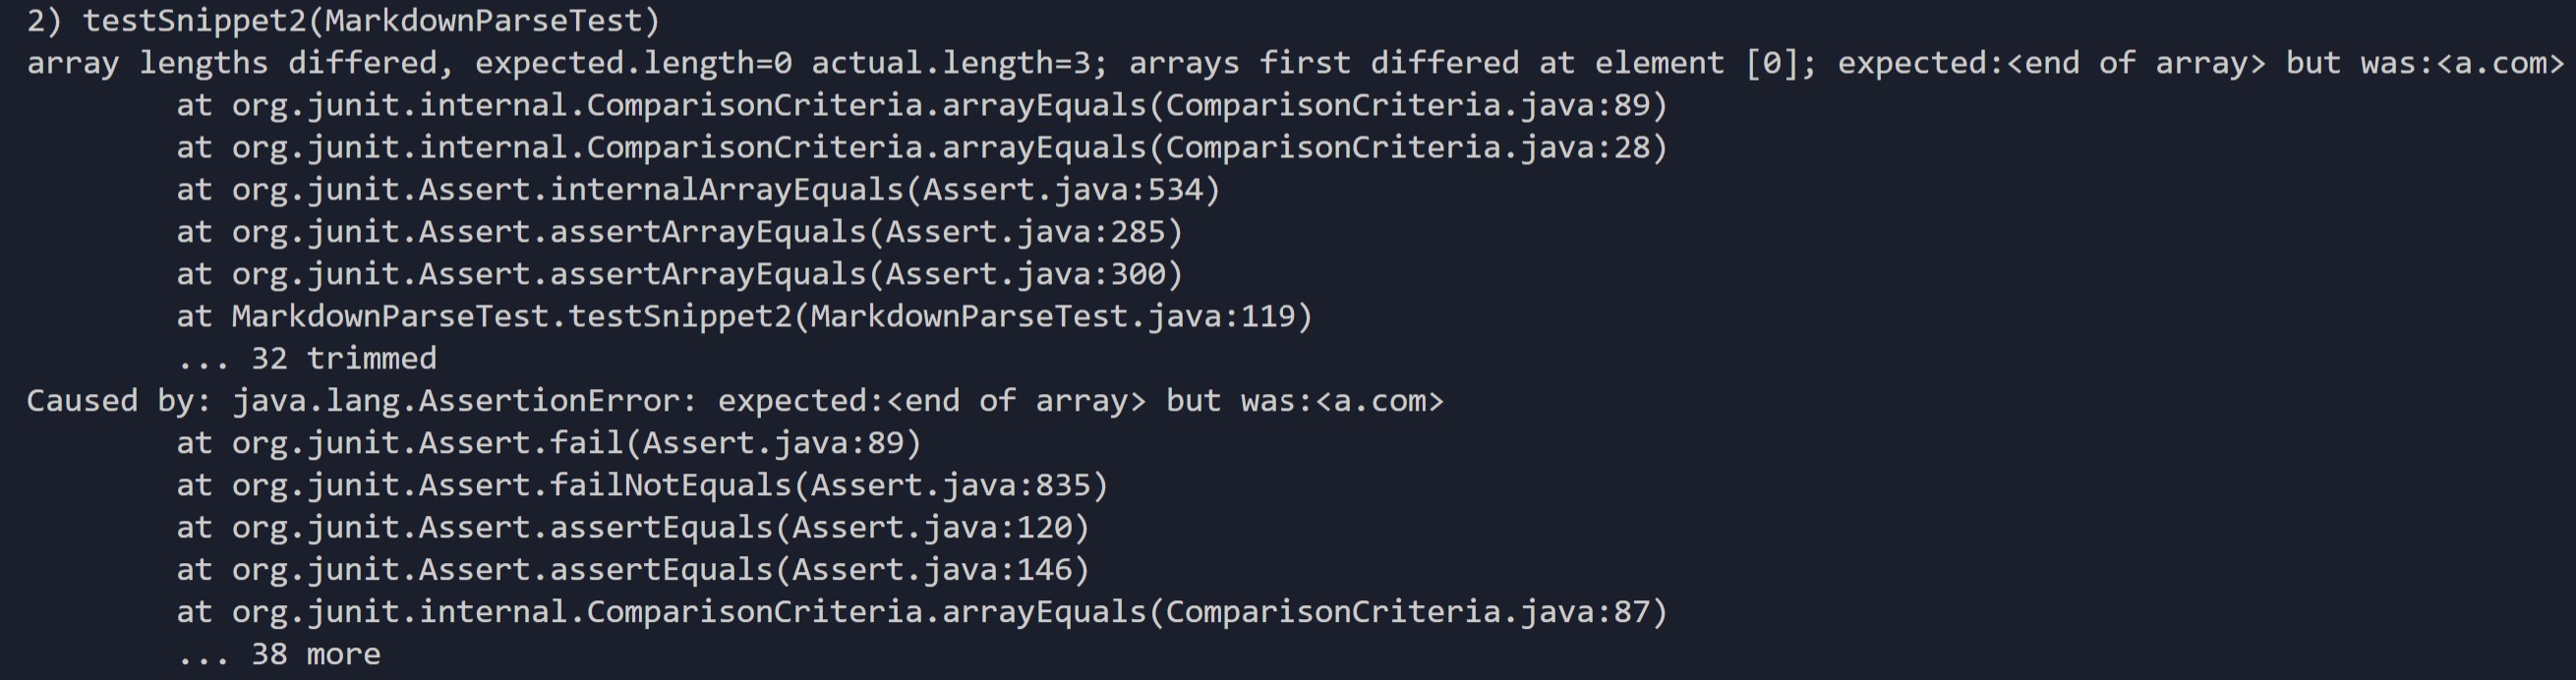 2) testSnippet2(MarkdownParseTest)
array lengths differed, expected.length=0 actual.length=3; arrays first differed at element [0]; expected:<end of array> but was:<a.com>
at org.junit.internal.ComparisonCriteria.arrayEquals(ComparisonCriteria.java:89)
at org.junit.internal.ComparisonCriteria.arrayEquals(ComparisonCriteria.java:28)
at org.junit.Assert.internalArrayEquals(Assert.java:534)
at org.junit.Assert.assertArrayEquals(Assert.java:285)
at org.junit.Assert.assertArrayEquals(Assert.java:300)
at MarkdownParseTest.testSnippet2(MarkdownParseTest.java:119)
... 32 trimmed
Caused by: java.lang.AssertionError: expected:<end of array> but was:<a.com>
at org.junit.Assert.fail(Assert.java:89)
at org.junit.Assert.failNotEquals(Assert.java:835)
at org.junit.Assert.assertEquals(Assert.java:120)
at org.junit.Assert.assertEquals(Assert.java:146)
at org.junit.internal.ComparisonCriteria.arrayEquals(ComparisonCriteria.java:87)
... 38 more